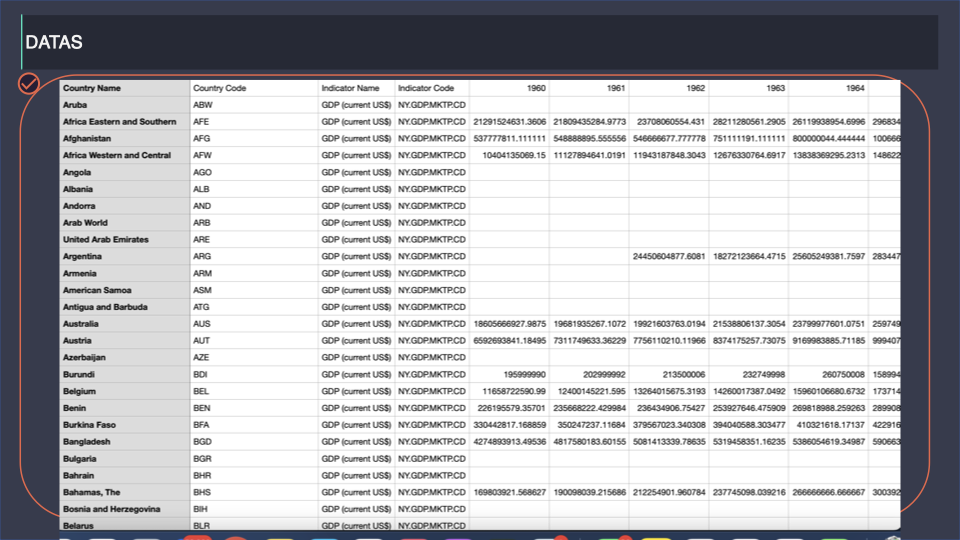 DATAS
Country Name Country Code Indicator Name Indicator Code 1960 1961 1962 1963 1964
Aruba ABW GDP (current US$) NY.GDP.MKTP.CD
Africa Eastern and Southern AFE GDP (current US$) NY.GDP.MKTP.CD 21291524631.3606 21809435284.9773 23708060554.431 28211280561.2905 26119938954.6996 296834
Afghanistan AFG GDP (current US$) NY.GDP.MKTP.CD 537777811.111111 548888895.555556 546666677.777778 751111191.111111 800000044.444444 100666
Africa Western and Central AFW GDP (current US$) NY.GDP.MKTP.CD 10404135069.15 11127894641.0191 11943187848.3043 12676330764.6917 13838369295.2313 148622
Angola AGO GDP (current US$) NY.GDP.MKTP.CD
Albania ALB GDP (current US$) NY.GDP.MKTP.CD
Andorra AND GDP (current US$) NY.GDP.MKTP.CD
Arab World ARB GDP (current US$) NY.GDP.MKTP.CD
United Arab Emirates ARE GDP (current US$) NY.GDP.MKTP.CD
Argentina ARG GDP (current US$) NY.GDP.MKTP.CD 24450604877.6081 18272123664.4715 25605249381.7597 283447
Armenia ARM GDP (current US$) NY.GDP.MKTP.CD
American Samoa ASM GDP (current US$) NY.GDP.MKTP.CD
Antigua and Barbuda ATG GDP (current US$) NY.GDP.MKTP.CD
Australia AUS GDP (current US$) NY.GDP.MKTP.CD 18605666927.9875 19681935267.1072 19921603763.0194 21538806137.3054 23799977601.0751 259749
Austria AUT GDP (current US$) NY.GDP.MKTP.CD 6592693841.18495 7311749633.36229 7756110210.11966 8374175257.73075 9169983885.71185 999407
Azerbaijan AZE GDP (current US$) NY.GDP.MKTP.CD
Burundi BDI GDP (current US$) NY.GDP.MKTP.CD 195999990 202999992 213500006 232749998 260750008 158994
Belgium BEL GDP (current US$) NY.GDP.MKTP.CD 11658722590.99 12400145221.595 13264015675.3193 14260017387.0492 15960106680.6732 173714
Benin BEN GDP (current US$) NY.GDP.MKTP.CD 226195579.35701 235668222.429984 236434906.75427 253927646.475909 269818988.259263 289908
Burkina Faso BFA GDP (current US$) NY.GDP.MKTP.CD 330442817.168859 350247237.11684 379567023.340308 394040588.303477 410321618.17137 422916
Bangladesh BGD GDP (current US$) NY.GDP.MKTP.CD 4274893913.49536 4817580183.60155 5081413339.78635 5319458351.16235 5386054619.34987 590663
Bulgaria BGR GDP (current US$) NY.GDP.MKTP.CD
Bahrain BHR GDP (current US$) NY.GDP.MKTP.CD
Bahamas, The BHS GDP (current US$) NY.GDP.MKTP.CD 169803921.568627 190098039.215686 212254901.960784 237745098.039216 266666666.666667 300392
Bosnia and Herzegovina BIH GDP (current US$) NY.GDP.MKTP.CD
Belarus BLR GDP (current US$) NY.GDP.MKTP.CD